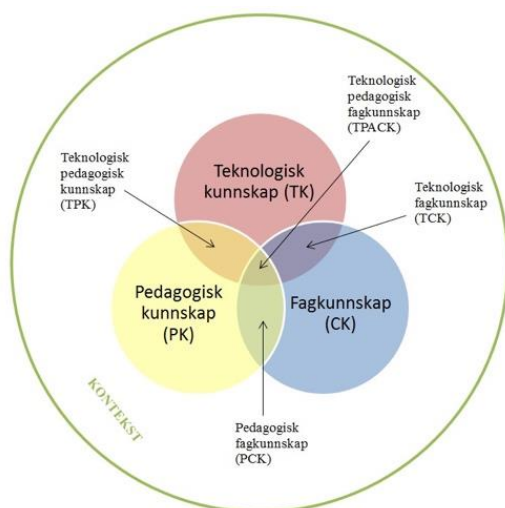 Teknologisk
pedagogisk
fagkunnskap
(TPACK)
Teknologisk
pedagogisk
kunnskap
(TPK)
Teknologisk
kunnskap (TK)
Teknologisk
fagkunnskap
(TCK)
Pedagogisk
kunnskap
(PK)
Fagkunnskap
(CK)
KONTEKST
Pedagogisk
fagkunnskap
(PCK)